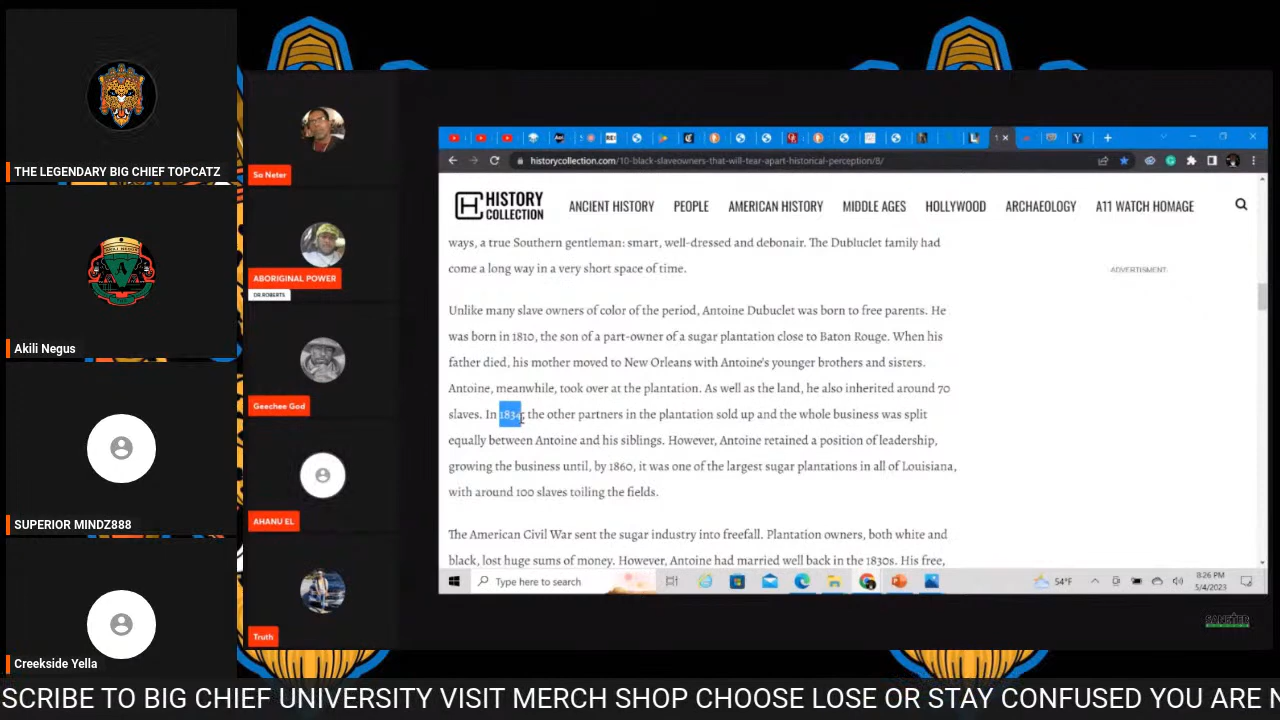 THE LEGENDARY BIG CHIEF TOPCATZ
Akili Negus
SUPERIOR MINDZ888
Creekside Yella
Sa Neter
ABORIGINAL POWER
DR.ROBERTS
Geechee God
AHANU EL
Truth
historycollection.com/10-black-slaveowners-that-will-tear-apart-historical-perception/8/
HISTORY
COLLECTION
ANCIENT HISTORY PEOPLE AMERICAN HISTORY MIDDLE AGES HOLLYWOOD ARCHAEOLOGY A11 WATCH HOMAGE
ways, a true Southern gentleman: smart, well-dressed and debonair. The Dubluclet family had
come a long way in a very short space of time.
ADVERTISMENT
Unlike many slave owners of color of the period, Antoine Dubuclet was born to free parents. He
was born in 1810, the son of a part-owner of a sugar plantation close to Baton Rouge. When his
father died, his mother moved to New Orleans with Antoine's younger brothers and sisters.
Antoine, meanwhile, took over at the plantation. As well as the land, he also inherited around 70
slaves. In 1834 the other partners in the plantation sold up and the whole business was split
equally between Antoine and his siblings. However, Antoine retained a position of leadership,
growing the business until, by 1860, it was one of the largest sugar plantations in all of Louisiana,
with around 100 slaves toiling the fields.
The American Civil War sent the sugar industry into freefall. Plantation owners, both white and
black, lost huge sums of money. However, Antoine had married well back in the 1830s. His free,
Type here to search
54°F
8:26 PM
5/4/2023
SANETER
SCRIBE TO BIG CHIEF UNIVERSITY VISIT MERCH SHOP CHOOSE LOSE OR STAY CONFUSED YOU ARE N